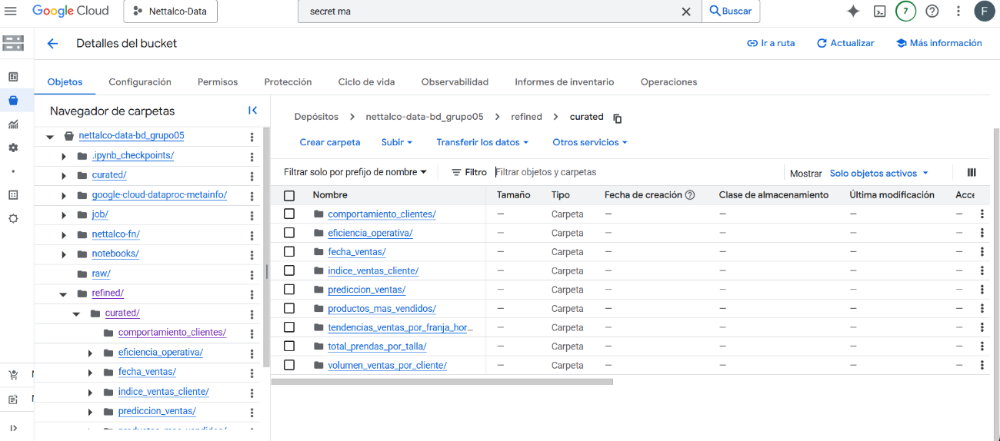 Google Cloud
Nettalco-Data
secret ma
Buscar
7
F
Detalles del bucket
Ir a ruta
Actualizar
Más información
Objetos
Configuración
Permisos
Protección
Ciclo de vida
Observabilidad
Informes de inventario
Operaciones
Navegador de carpetas
nettalco-data-bd_grupo05
.ipynb_checkpoints/
curated/
google-cloud-dataproc-metainfo/
job/
nettalco-fn/
notebooks/
raw/
refined/
curated/
comportamiento_clientes/
eficiencia_operativa/
fecha_ventas/
indice_ventas_cliente/
prediccion_ventas/
productos_mas_vendidos/
Depósitos > nettalco-data-bd_grupo05 > refined > curated
Crear carpeta
Subir
Transferir los datos
Otros servicios
Filtrar solo por prefijo de nombre
Filtro
Filtrar objetos y carpetas
Mostrar
Solo objetos activos
Nombre Tamaño Tipo Fecha de creación Clase de almacenamiento Última modificación Acce
comportamiento_clientes/ — Carpeta — — — —
eficiencia_operativa/ — Carpeta — — — —
fecha_ventas/ — Carpeta — — — —
indice_ventas_cliente/ — Carpeta — — — —
prediccion_ventas/ — Carpeta — — — —
productos_mas_vendidos/ — Carpeta — — — —
tendencias_ventas_por_franja_hor... — Carpeta — — — —
total_prendas_por_talla/ — Carpeta — — — —
volumen_ventas_por_cliente/ — Carpeta — — — —